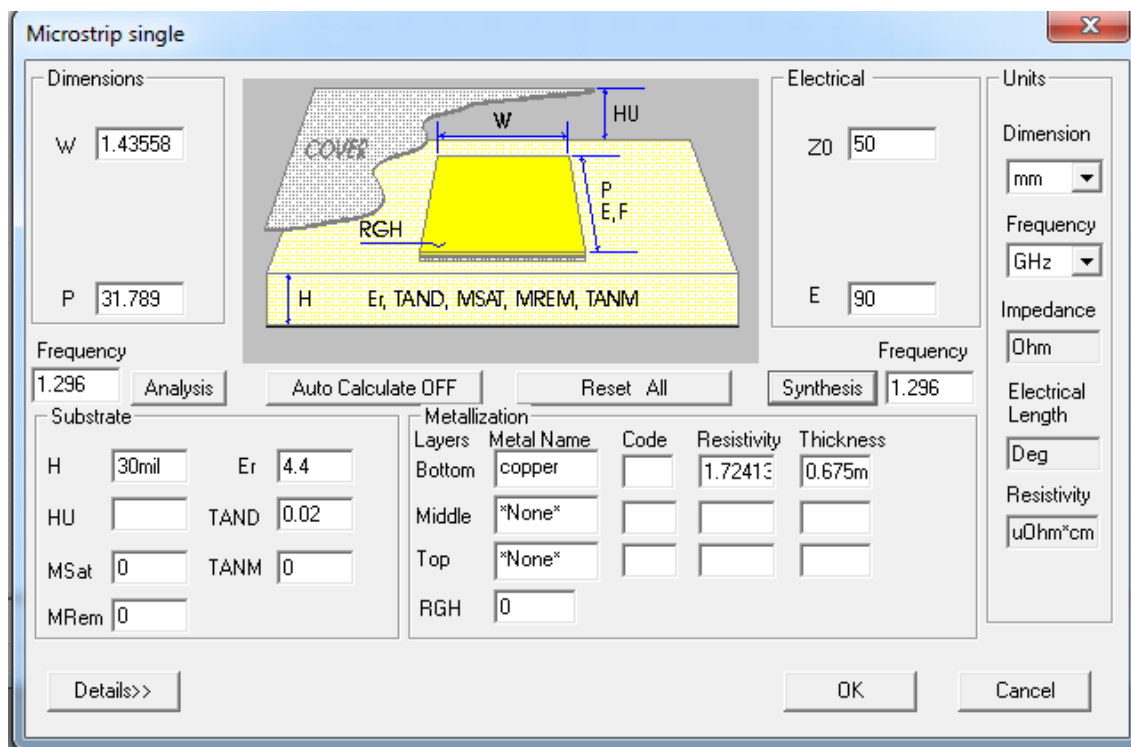 Microstrip single
Dimensions
W 1.43558
P 31.789
COVER
W
HU
P
E,F
RGH
H Er, TAND, MSAT, MREM, TANM
Electrical
Z0 50
E 90
Units
Dimension
mm
Frequency
GHz
Impedance
Ohm
Electrical
Length
Deg
Resistivity
uOhm*cm
Frequency
1.296 Analysis Auto Calculate OFF Reset All Synthesis
Frequency
1.296
Substrate
H 30mil Er 4.4
HU TAND 0.02
MSat 0 TANM 0
MRem 0
Metallization
Layers Metal Name Code Resistivity Thickness
Bottom copper 1.72413 0.675m
Middle *None*
Top *None*
RGH 0
Details>> OK Cancel